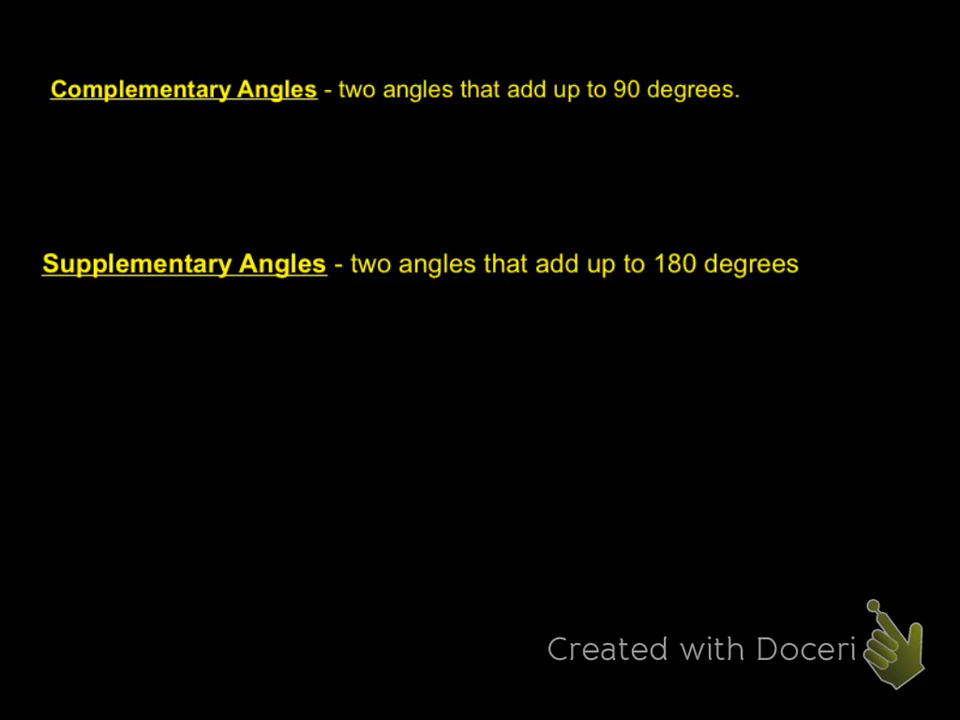 Complementary Angles - two angles that add up to 90 degrees.
Supplementary Angles - two angles that add up to 180 degrees
Created with Doceri